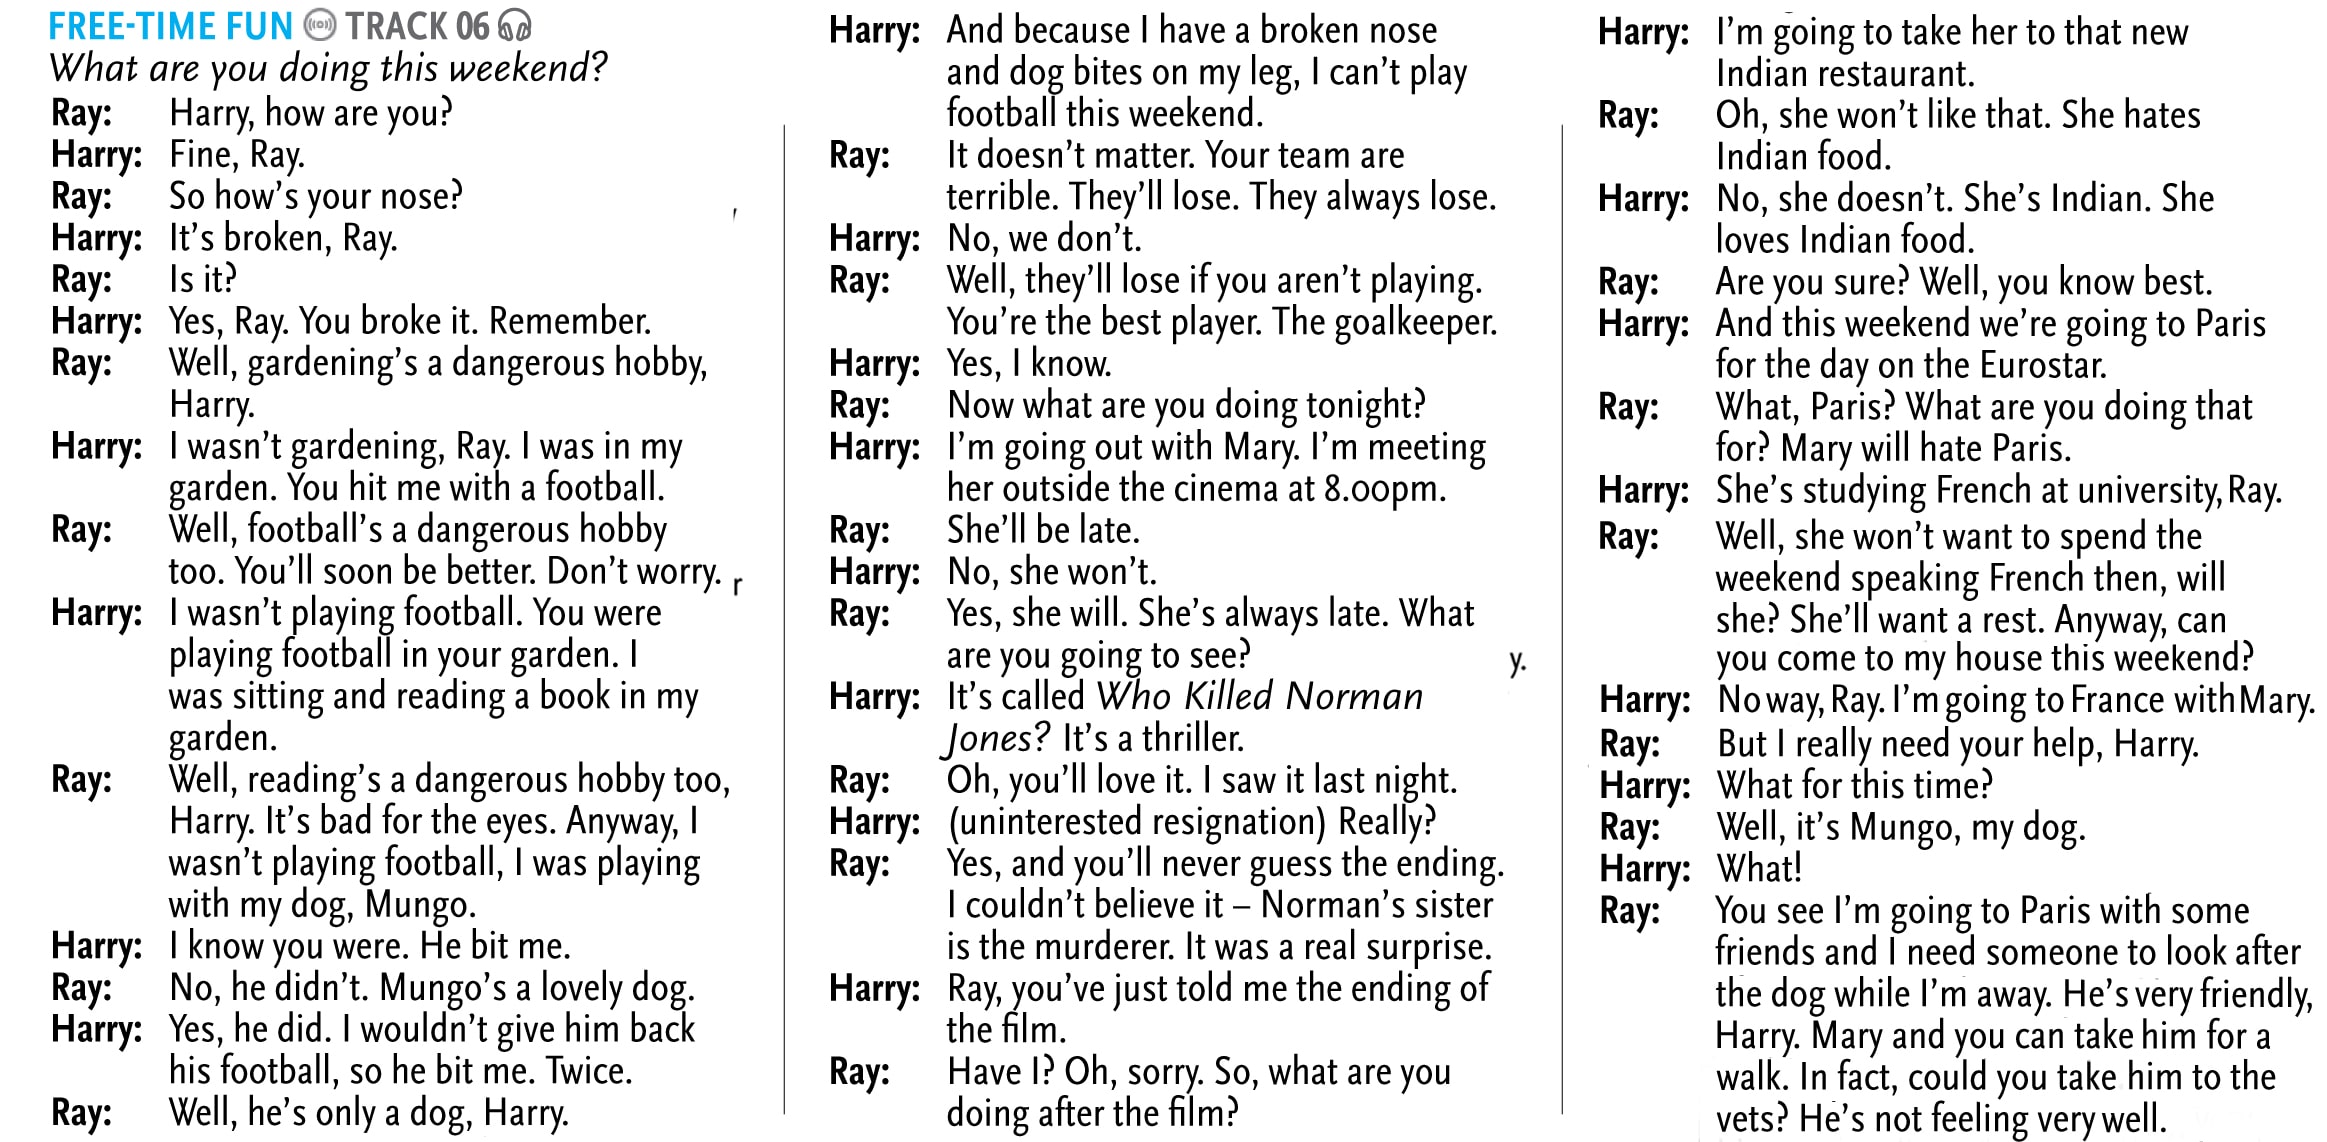 FREE-TIME FUN TRACK 06
What are you doing this weekend?
Ray: Harry, how are you?
Harry: Fine, Ray.
Ray: So how's your nose?
Harry: It's broken, Ray.
Ray: Is it?
Harry: Yes, Ray. You broke it. Remember.
Ray: Well, gardening's a dangerous hobby,
Harry.
Harry: I wasn't gardening, Ray. I was in my
garden. You hit me with a football.
Ray: Well, football's a dangerous hobby
too. You'll soon be better. Don't worry. r
Harry: I wasn't playing football. You were
playing football in your garden. I
was sitting and reading a book in my
garden.
Ray: Well, reading's a dangerous hobby too,
Harry. It's bad for the eyes. Anyway, I
wasn't playing football, I was playing
with my dog, Mungo.
Harry: I know you were. He bit me.
Ray: No, he didn't. Mungo's a lovely dog.
Harry: Yes, he did. I wouldn't give him back
his football, so he bit me. Twice.
Ray: Well, he's only a dog, Harry.
Harry: And because I have a broken nose
and dog bites on my leg, I can't play
football this weekend.
Ray: It doesn't matter. Your team are
terrible. They'll lose. They always lose.
Harry: No, we don't.
Ray: Well, they'll lose if you aren't playing.
You're the best player. The goalkeeper.
Harry: Yes, I know.
Ray: Now what are you doing tonight?
Harry: I'm going out with Mary. I'm meeting
her outside the cinema at 8.00pm.
Ray: She'll be late.
Harry: No, she won't.
Ray: Yes, she will. She's always late. What
are you going to see?
y.
Harry: It's called Who Killed Norman
Jones? It's a thriller.
Ray: Oh, you'll love it. I saw it last night.
Harry: (uninterested resignation) Really?
Ray: Yes, and you'll never guess the ending.
I couldn't believe it – Norman's sister
is the murderer. It was a real surprise.
Harry: Ray, you've just told me the ending of
the film.
Ray: Have I? Oh, sorry. So, what are you
doing after the film?
Harry: I'm going to take her to that new
Indian restaurant.
Ray: Oh, she won't like that. She hates
Indian food.
Harry: No, she doesn't. She's Indian. She
loves Indian food.
Ray: Are you sure? Well, you know best.
Harry: And this weekend we're going to Paris
for the day on the Eurostar.
Ray: What, Paris? What are you doing that
for? Mary will hate Paris.
Harry: She's studying French at university, Ray.
Ray: Well, she won't want to spend the
weekend speaking French then, will
she? She'll want a rest. Anyway, can
you come to my house this weekend?
Harry: No way, Ray. I'm going to France with Mary.
Ray: But I really need your help, Harry.
Harry: What for this time?
Ray: Well, it's Mungo, my dog.
Harry: What!
Ray: You see I'm going to Paris with some
friends and I need someone to look after
the dog while I'm away. He's very friendly,
Harry. Mary and you can take him for a
walk. In fact, could you take him to the
vets? He's not feeling very well.